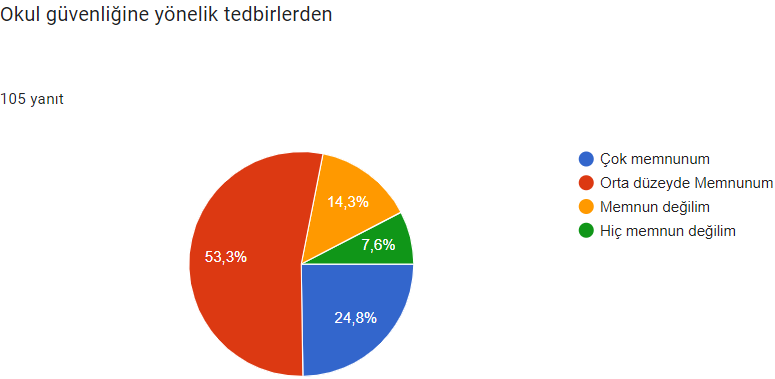 Okul güvenliğine yönelik tedbirlerden
105 yanıt
14,3%
7,6%
53,3%
24,8%
Çok memnunum
Orta düzeyde Memnunum
Memnun değilim
Hiç memnun değilim